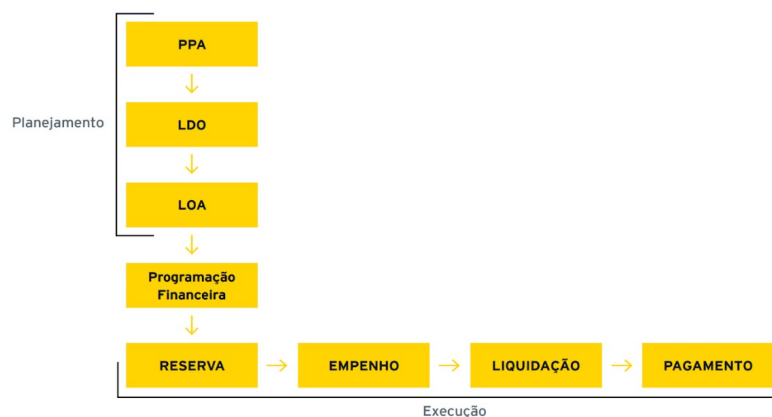 PPA
Planejamento
LDO
LOA
Programação
Financeira
RESERVA
EMPENHO
LIQUIDAÇÃO
PAGAMENTO
Execução